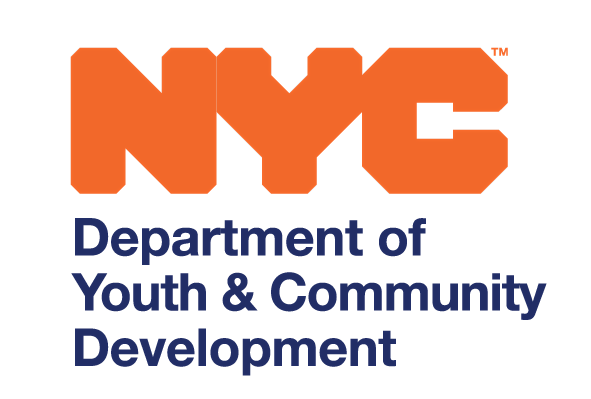 NYC™
Department of
Youth & Community
Development